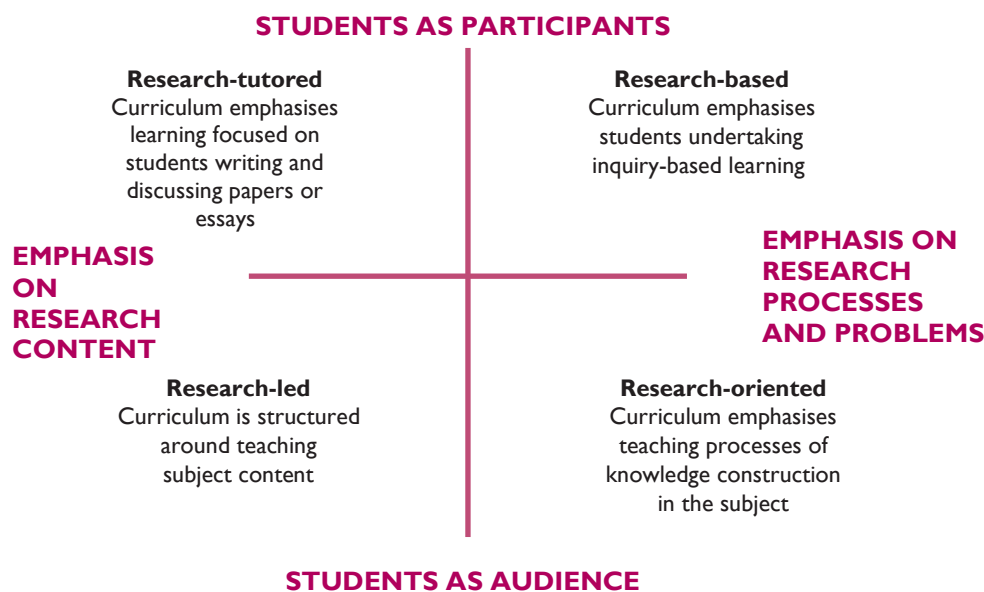 STUDENTS AS PARTICIPANTS
Research-tutored
Curriculum emphasises
learning focused on
students writing and
discussing papers or
essays
Research-based
Curriculum emphasises
students undertaking
inquiry-based learning
EMPHASIS
ON
RESEARCH
CONTENT
EMPHASIS ON
RESEARCH
PROCESSES
AND PROBLEMS
Research-led
Curriculum is structured
around teaching
subject content
Research-oriented
Curriculum emphasises
teaching processes of
knowledge construction
in the subject
STUDENTS AS AUDIENCE